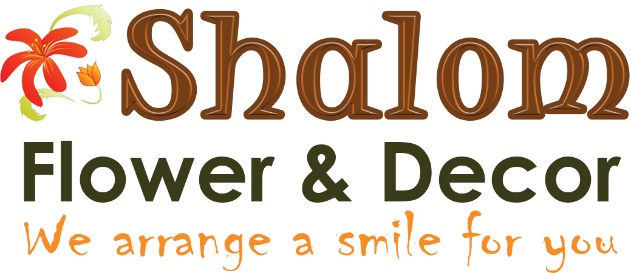 Shalom
Flower & Decor
We arrange a smile for you